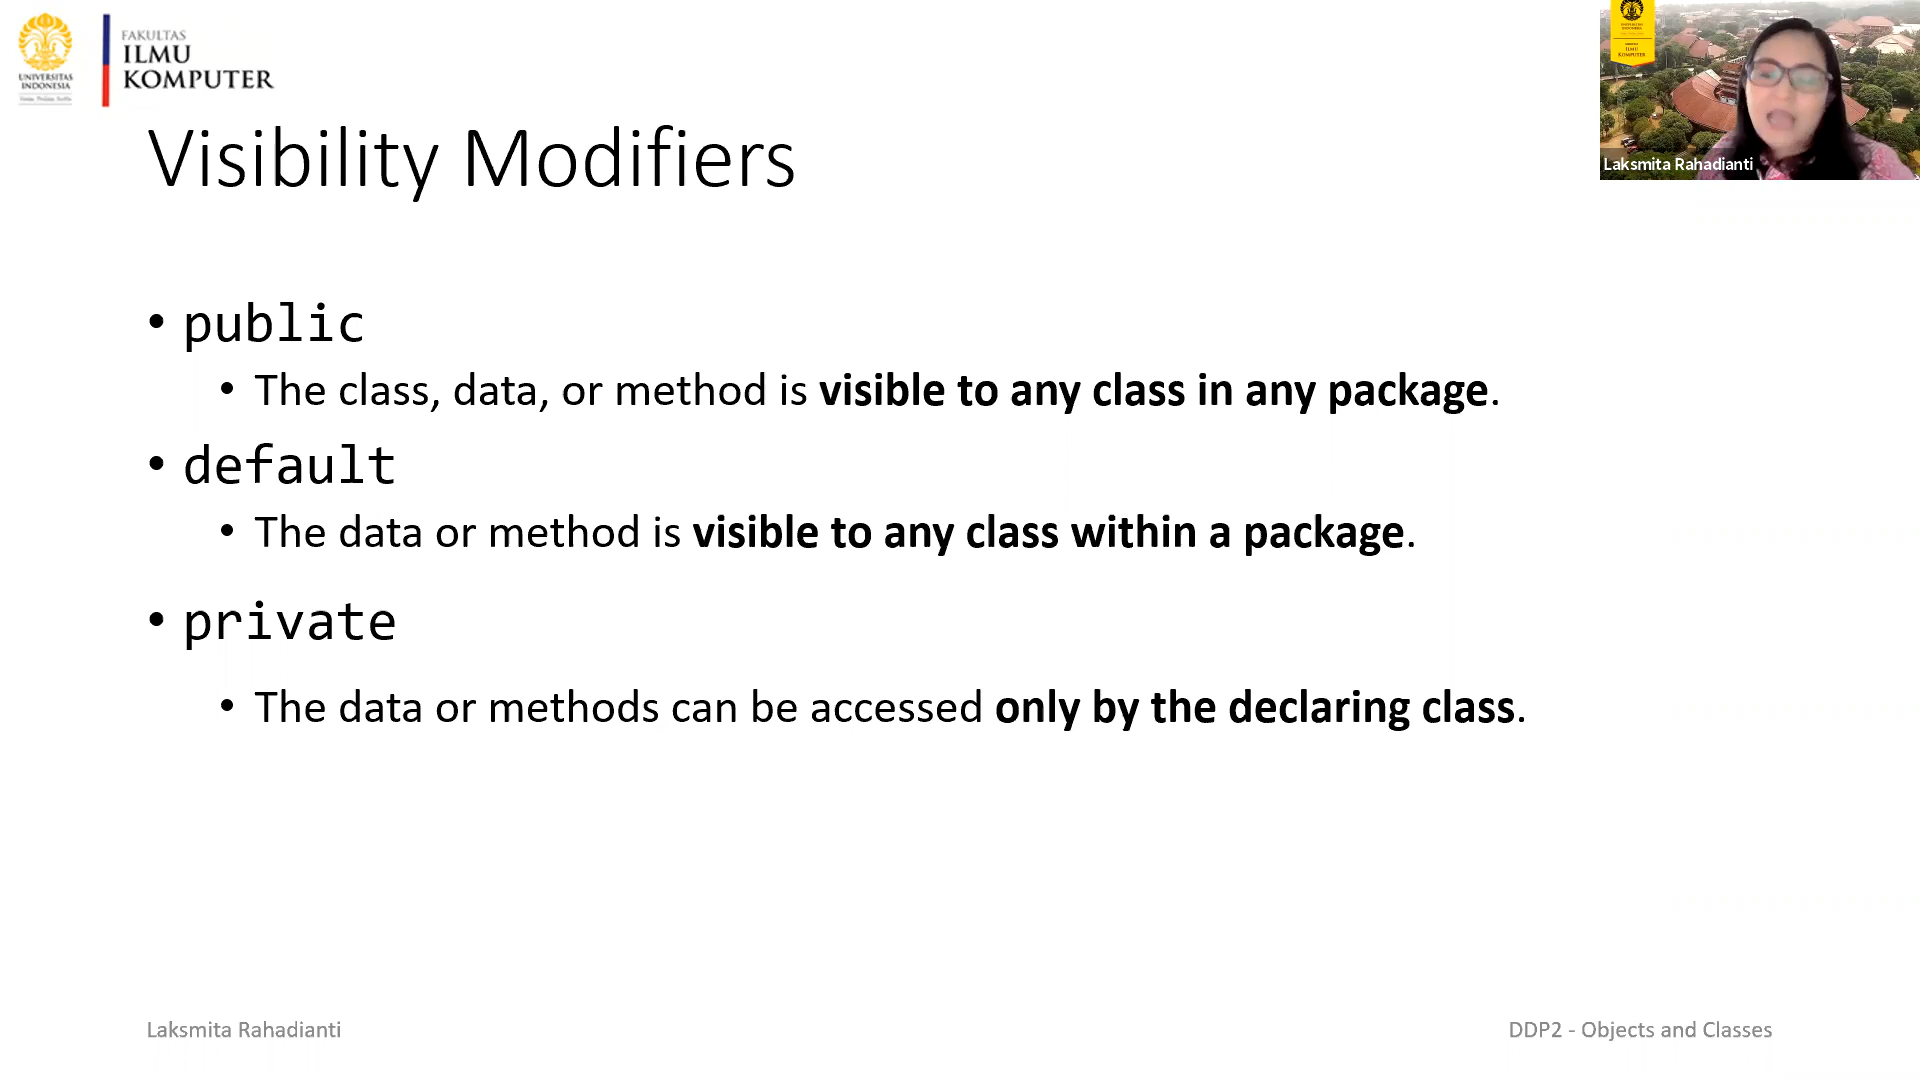 UNIVERSITAS
INDONESIA
FAKULTAS
ILMU
KOMPUTER
Visibility Modifiers
• public
• The class, data, or method is visible to any class in any package.
• default
• The data or method is visible to any class within a package.
• private
• The data or methods can be accessed only by the declaring class.
Laksmita Rahadianti
Laksmita Rahadianti
DDP2 - Objects and Classes